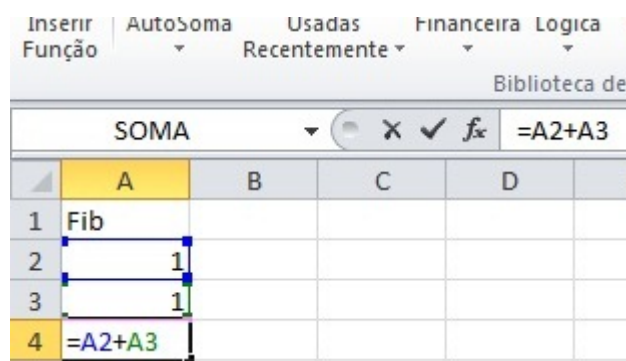 Inserir AutoSoma Usadas Financeira Logica
Função Recentemente
Biblioteca de
SOMA fx =A2+A3
A B C D
1 Fib
2 1
3 1
4 =A2+A3